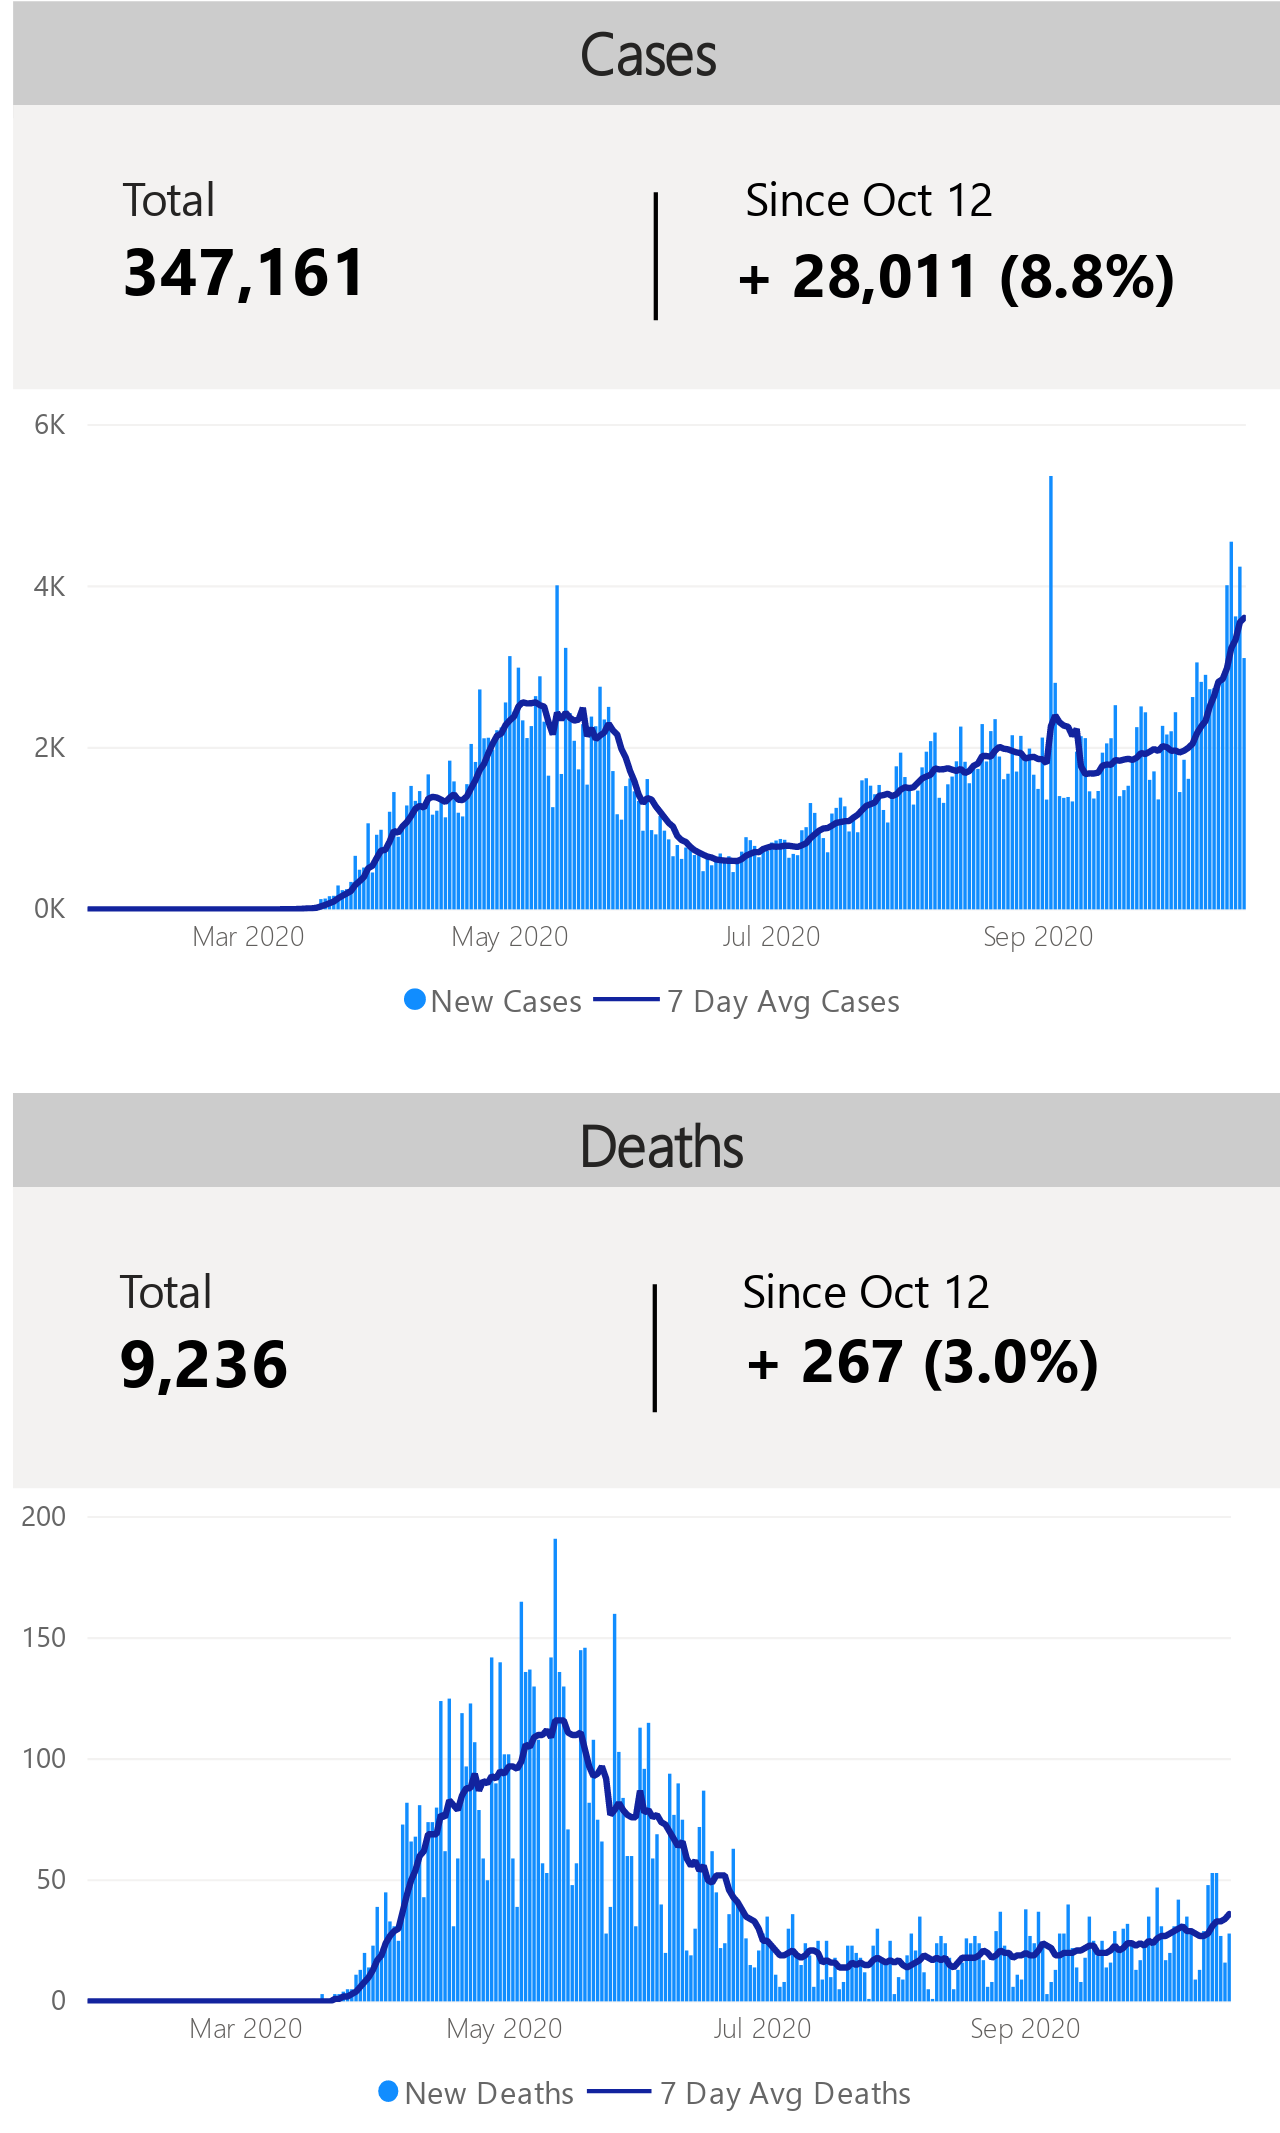 Cases
Total
Since Oct 12
347,161
+ 28,011 (8.8%)
6K
4K
2K
0K
Mar 2020 May 2020 Jul 2020 Sep 2020
New Cases 7 Day Avg Cases
Deaths
Total
Since Oct 12
9,236
+ 267 (3.0%)
200
150
100
50
0
Mar 2020 May 2020 Jul 2020 Sep 2020
New Deaths 7 Day Avg Deaths